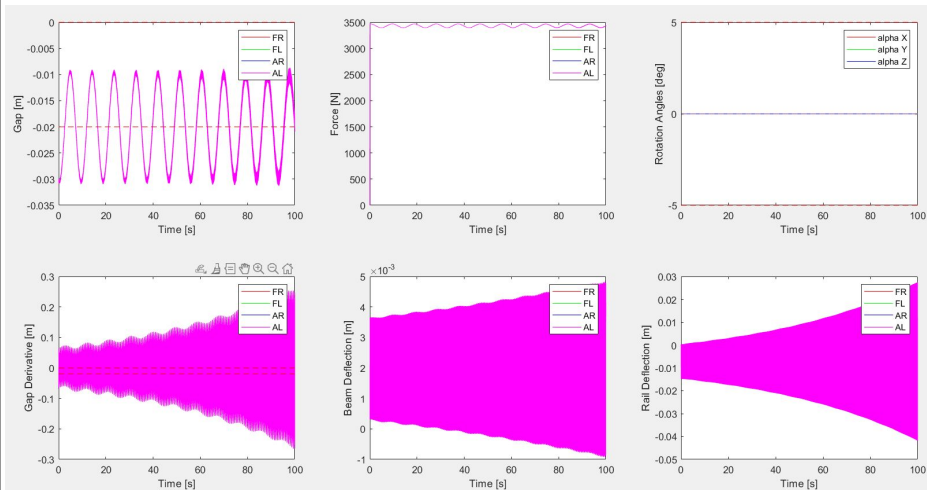 0
-0.005
-0.01
-0.015
-0.02
-0.025
-0.03
-0.035
Gap [m]
0 20 40 60 80 100
Time [s]
FR
FL
AR
AL
3500
3000
2500
2000
1500
1000
500
0
Force [N]
0 20 40 60 80 100
Time [s]
FR
FL
AR
AL
5
0
-5
Rotation Angles [deg]
0 20 40 60 80 100
Time [s]
alpha X
alpha Y
alpha Z
0.3
0.2
0.1
0
-0.1
-0.2
-0.3
Gap Derivative [m]
0 20 40 60 80 100
Time [s]
FR
FL
AR
AL
×10-3
5
4
3
2
1
0
-1
Beam Deflection [m]
0 20 40 60 80 100
Time [s]
FR
FL
AR
AL
0.03
0.02
0.01
0
-0.01
-0.02
-0.03
-0.04
-0.05
Rail Deflection [m]
0 20 40 60 80 100
Time [s]
FR
FL
AR
AL